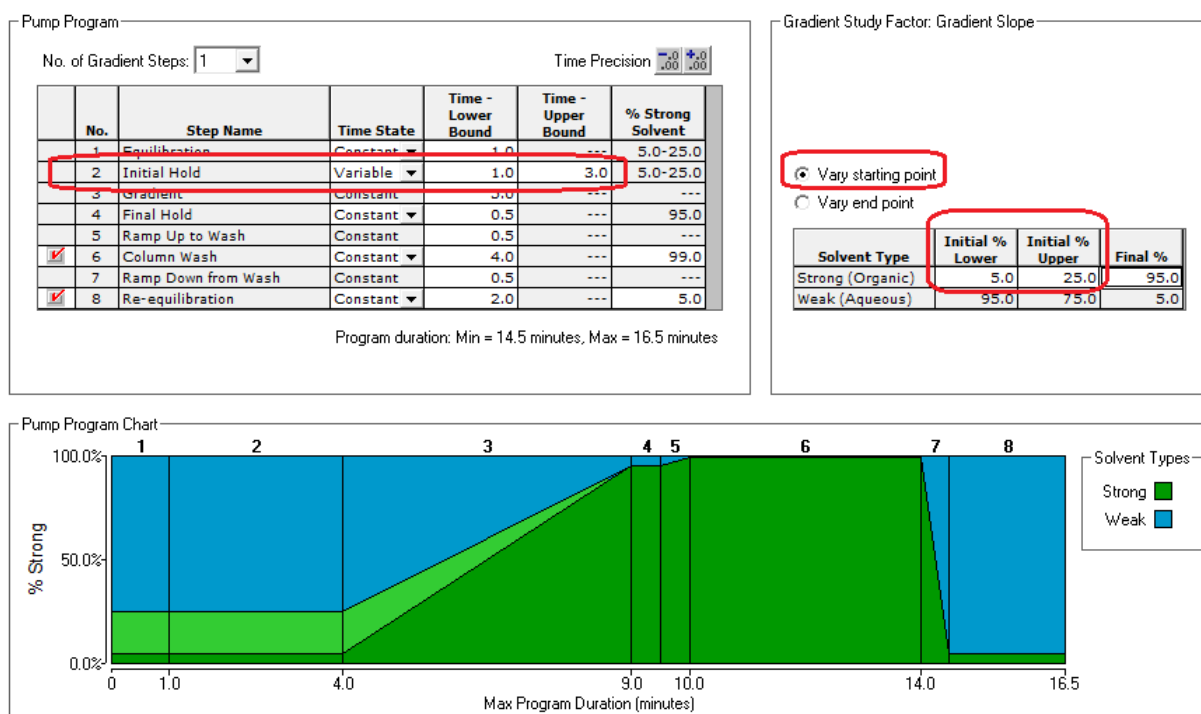 Pump Program
No. of Gradient Steps: 1
Time Precision -.0 .00 +.0 .00
No. Step Name Time State Time - Lower Bound Time - Upper Bound % Strong Solvent
1 Equilibration Constant 1.0 --- 5.0-25.0
2 Initial Hold Variable 1.0 3.0 5.0-25.0
3 Gradient Constant 5.0 --- ---
4 Final Hold Constant 0.5 --- 95.0
5 Ramp Up to Wash Constant 0.5 --- ---
6 Column Wash Constant 4.0 --- 99.0
7 Ramp Down from Wash Constant 0.5 --- ---
8 Re-equilibration Constant 2.0 --- 5.0
Program duration: Min = 14.5 minutes, Max = 16.5 minutes
Gradient Study Factor: Gradient Slope
Vary starting point
Vary end point
Solvent Type Initial % Lower Initial % Upper Final %
Strong (Organic) 5.0 25.0 95.0
Weak (Aqueous) 95.0 75.0 5.0
Pump Program Chart
1 2 3 4 5 6 7 8
100.0%
50.0%
0.0%
% Strong
0 1.0 4.0 9.0 10.0 14.0 16.5
Max Program Duration (minutes)
Solvent Types
Strong
Weak